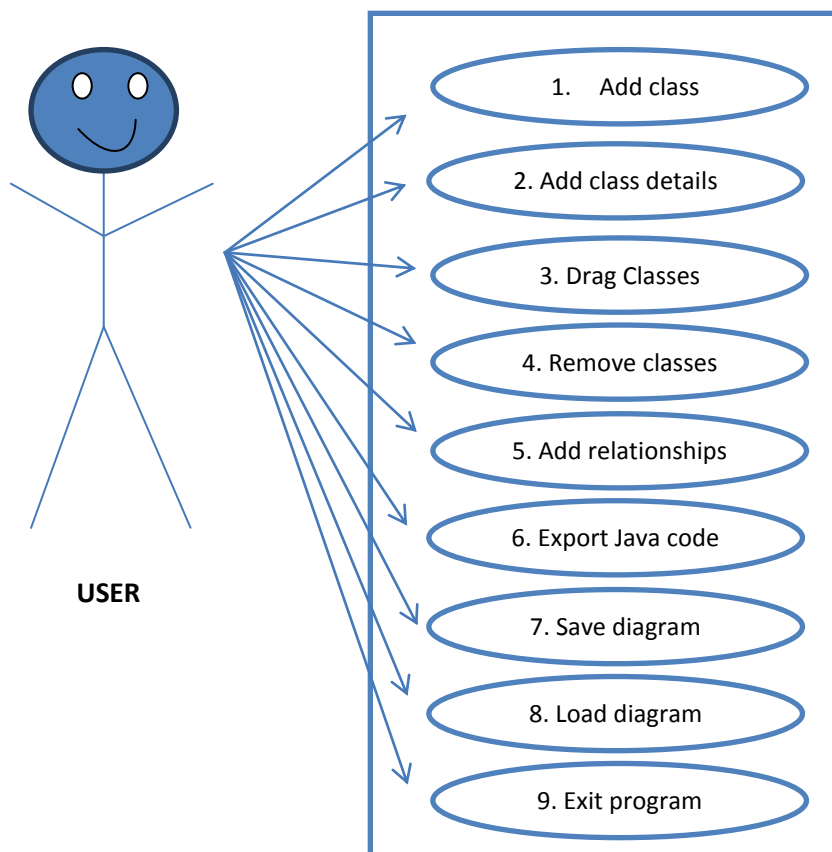 1. Add class
2. Add class details
3. Drag Classes
4. Remove classes
5. Add relationships
6. Export Java code
7. Save diagram
8. Load diagram
9. Exit program
USER